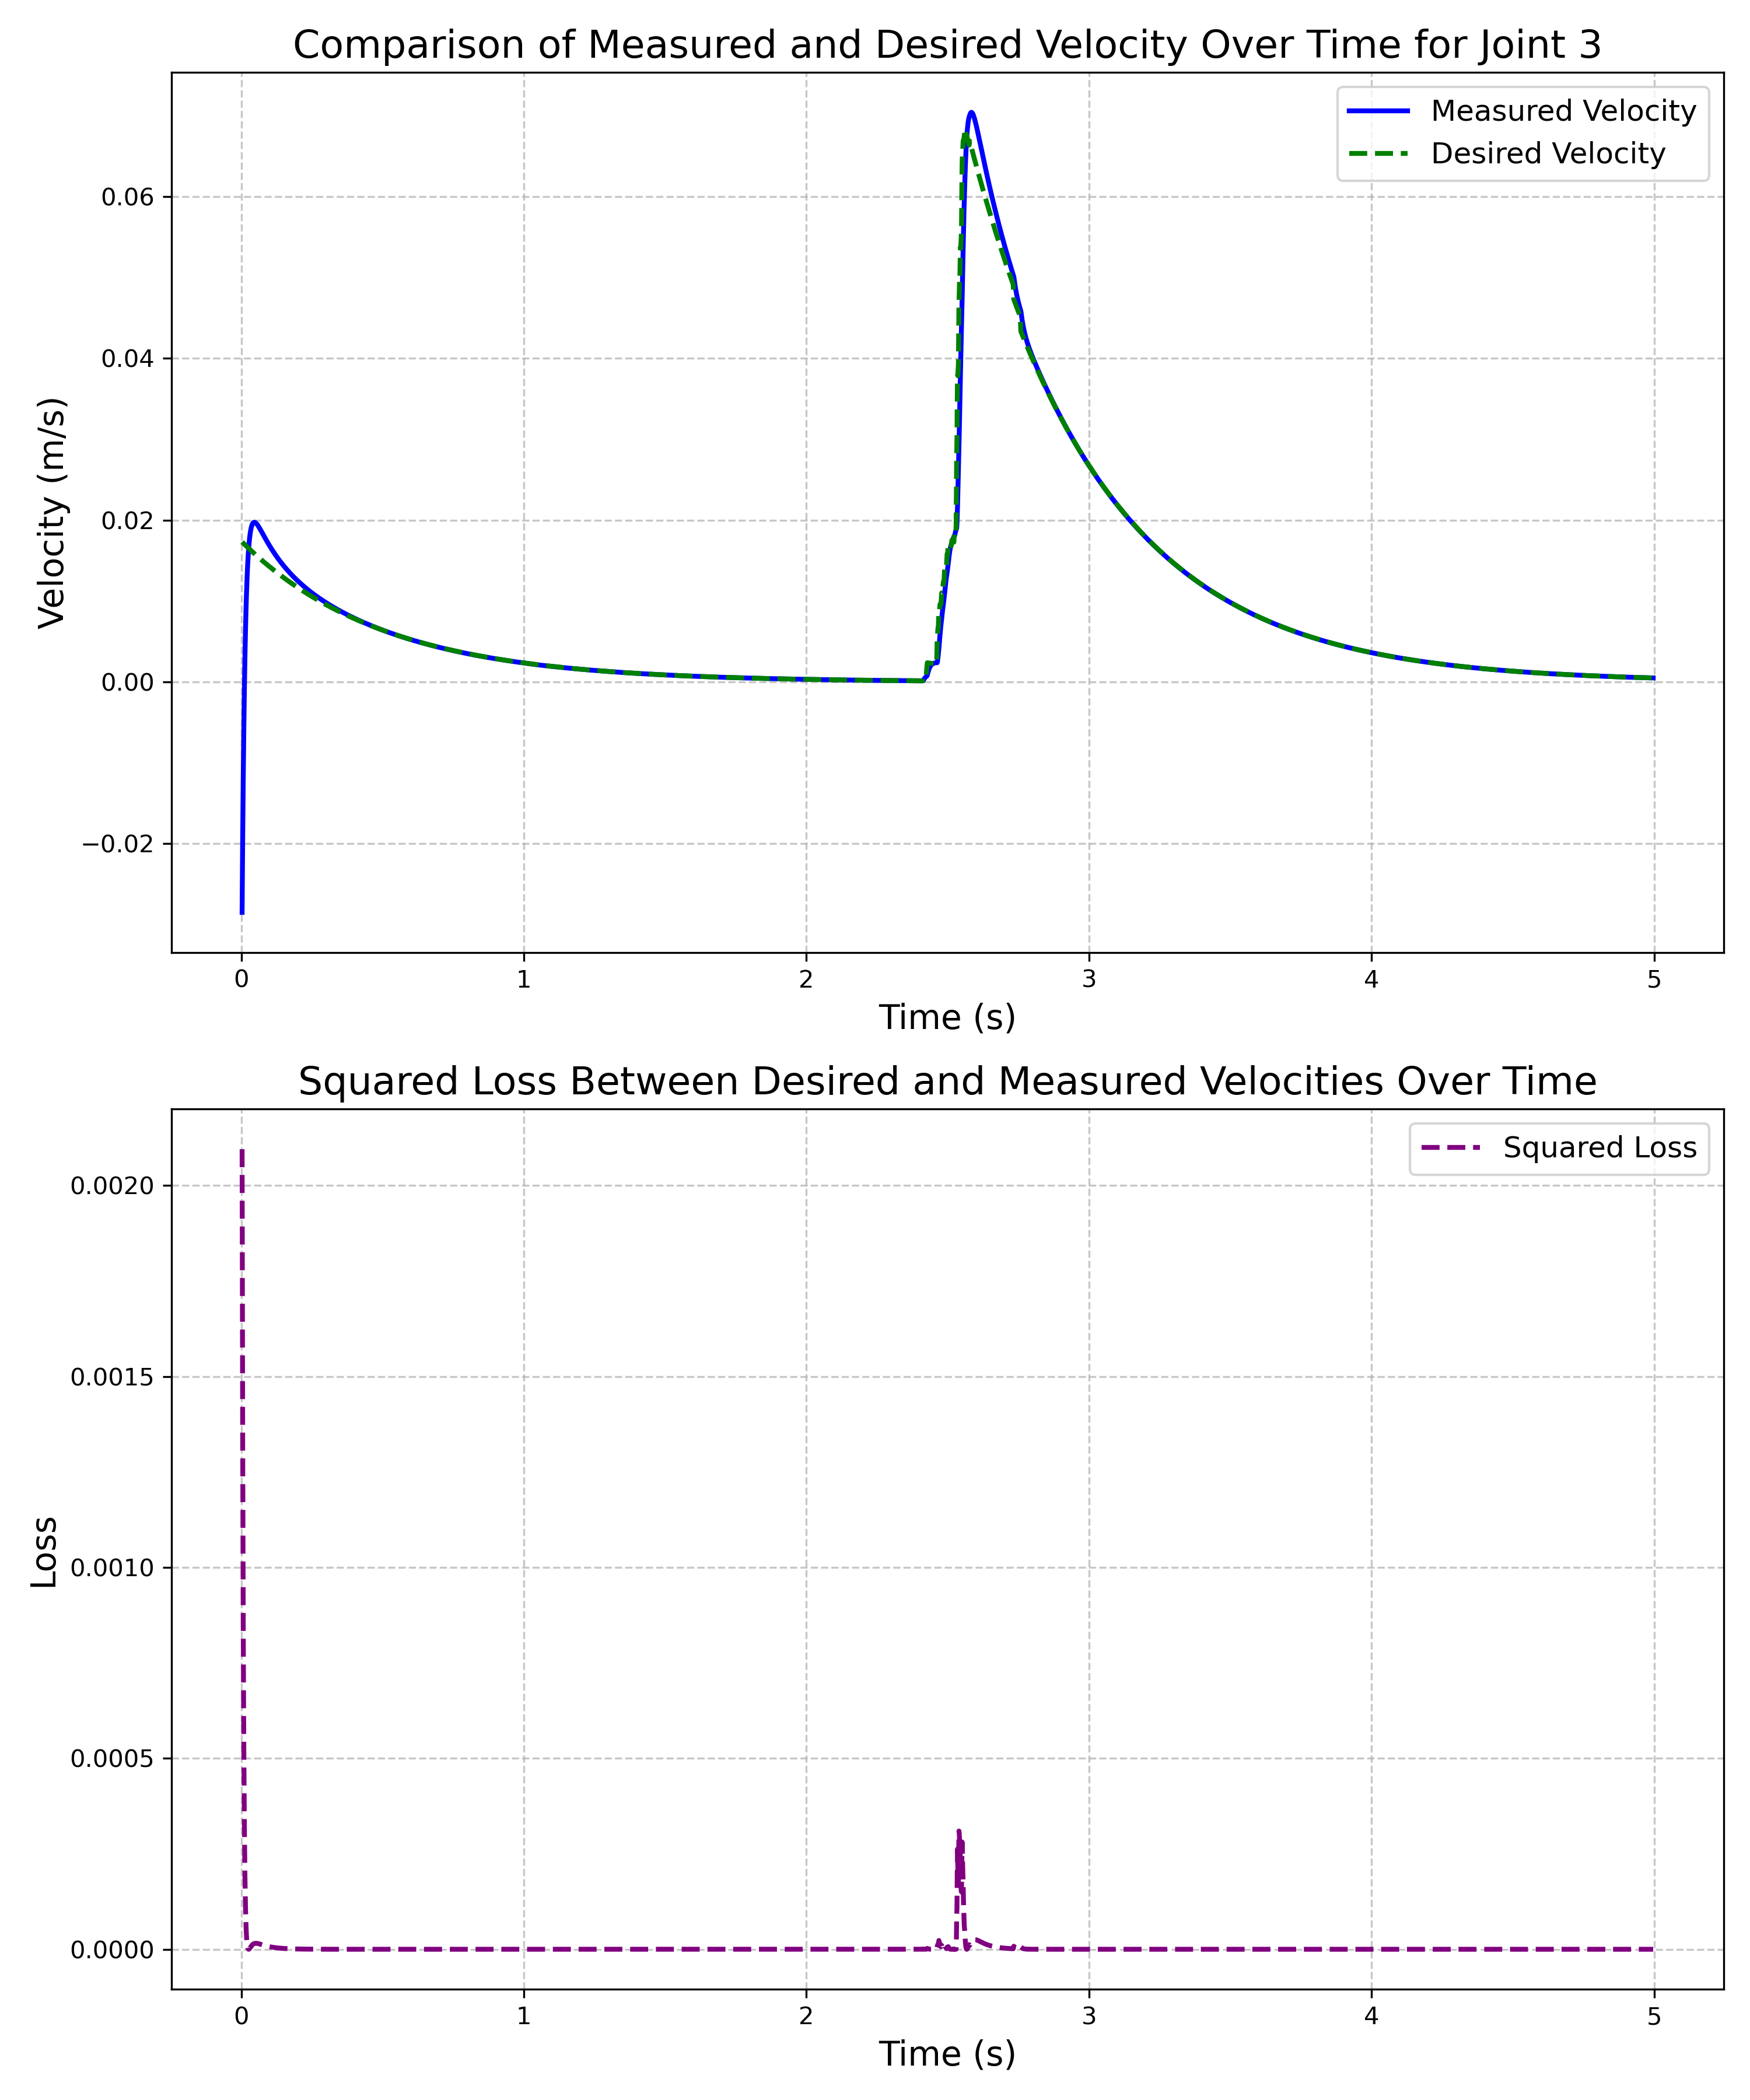 Comparison of Measured and Desired Velocity Over Time for Joint 3
Measured Velocity
Desired Velocity
Velocity (m/s)
0.06
0.04
0.02
0.00
−0.02
0 1 2 3 4 5
Time (s)
Squared Loss Between Desired and Measured Velocities Over Time
Squared Loss
Loss
0.0020
0.0015
0.0010
0.0005
0.0000
0 1 2 3 4 5
Time (s)